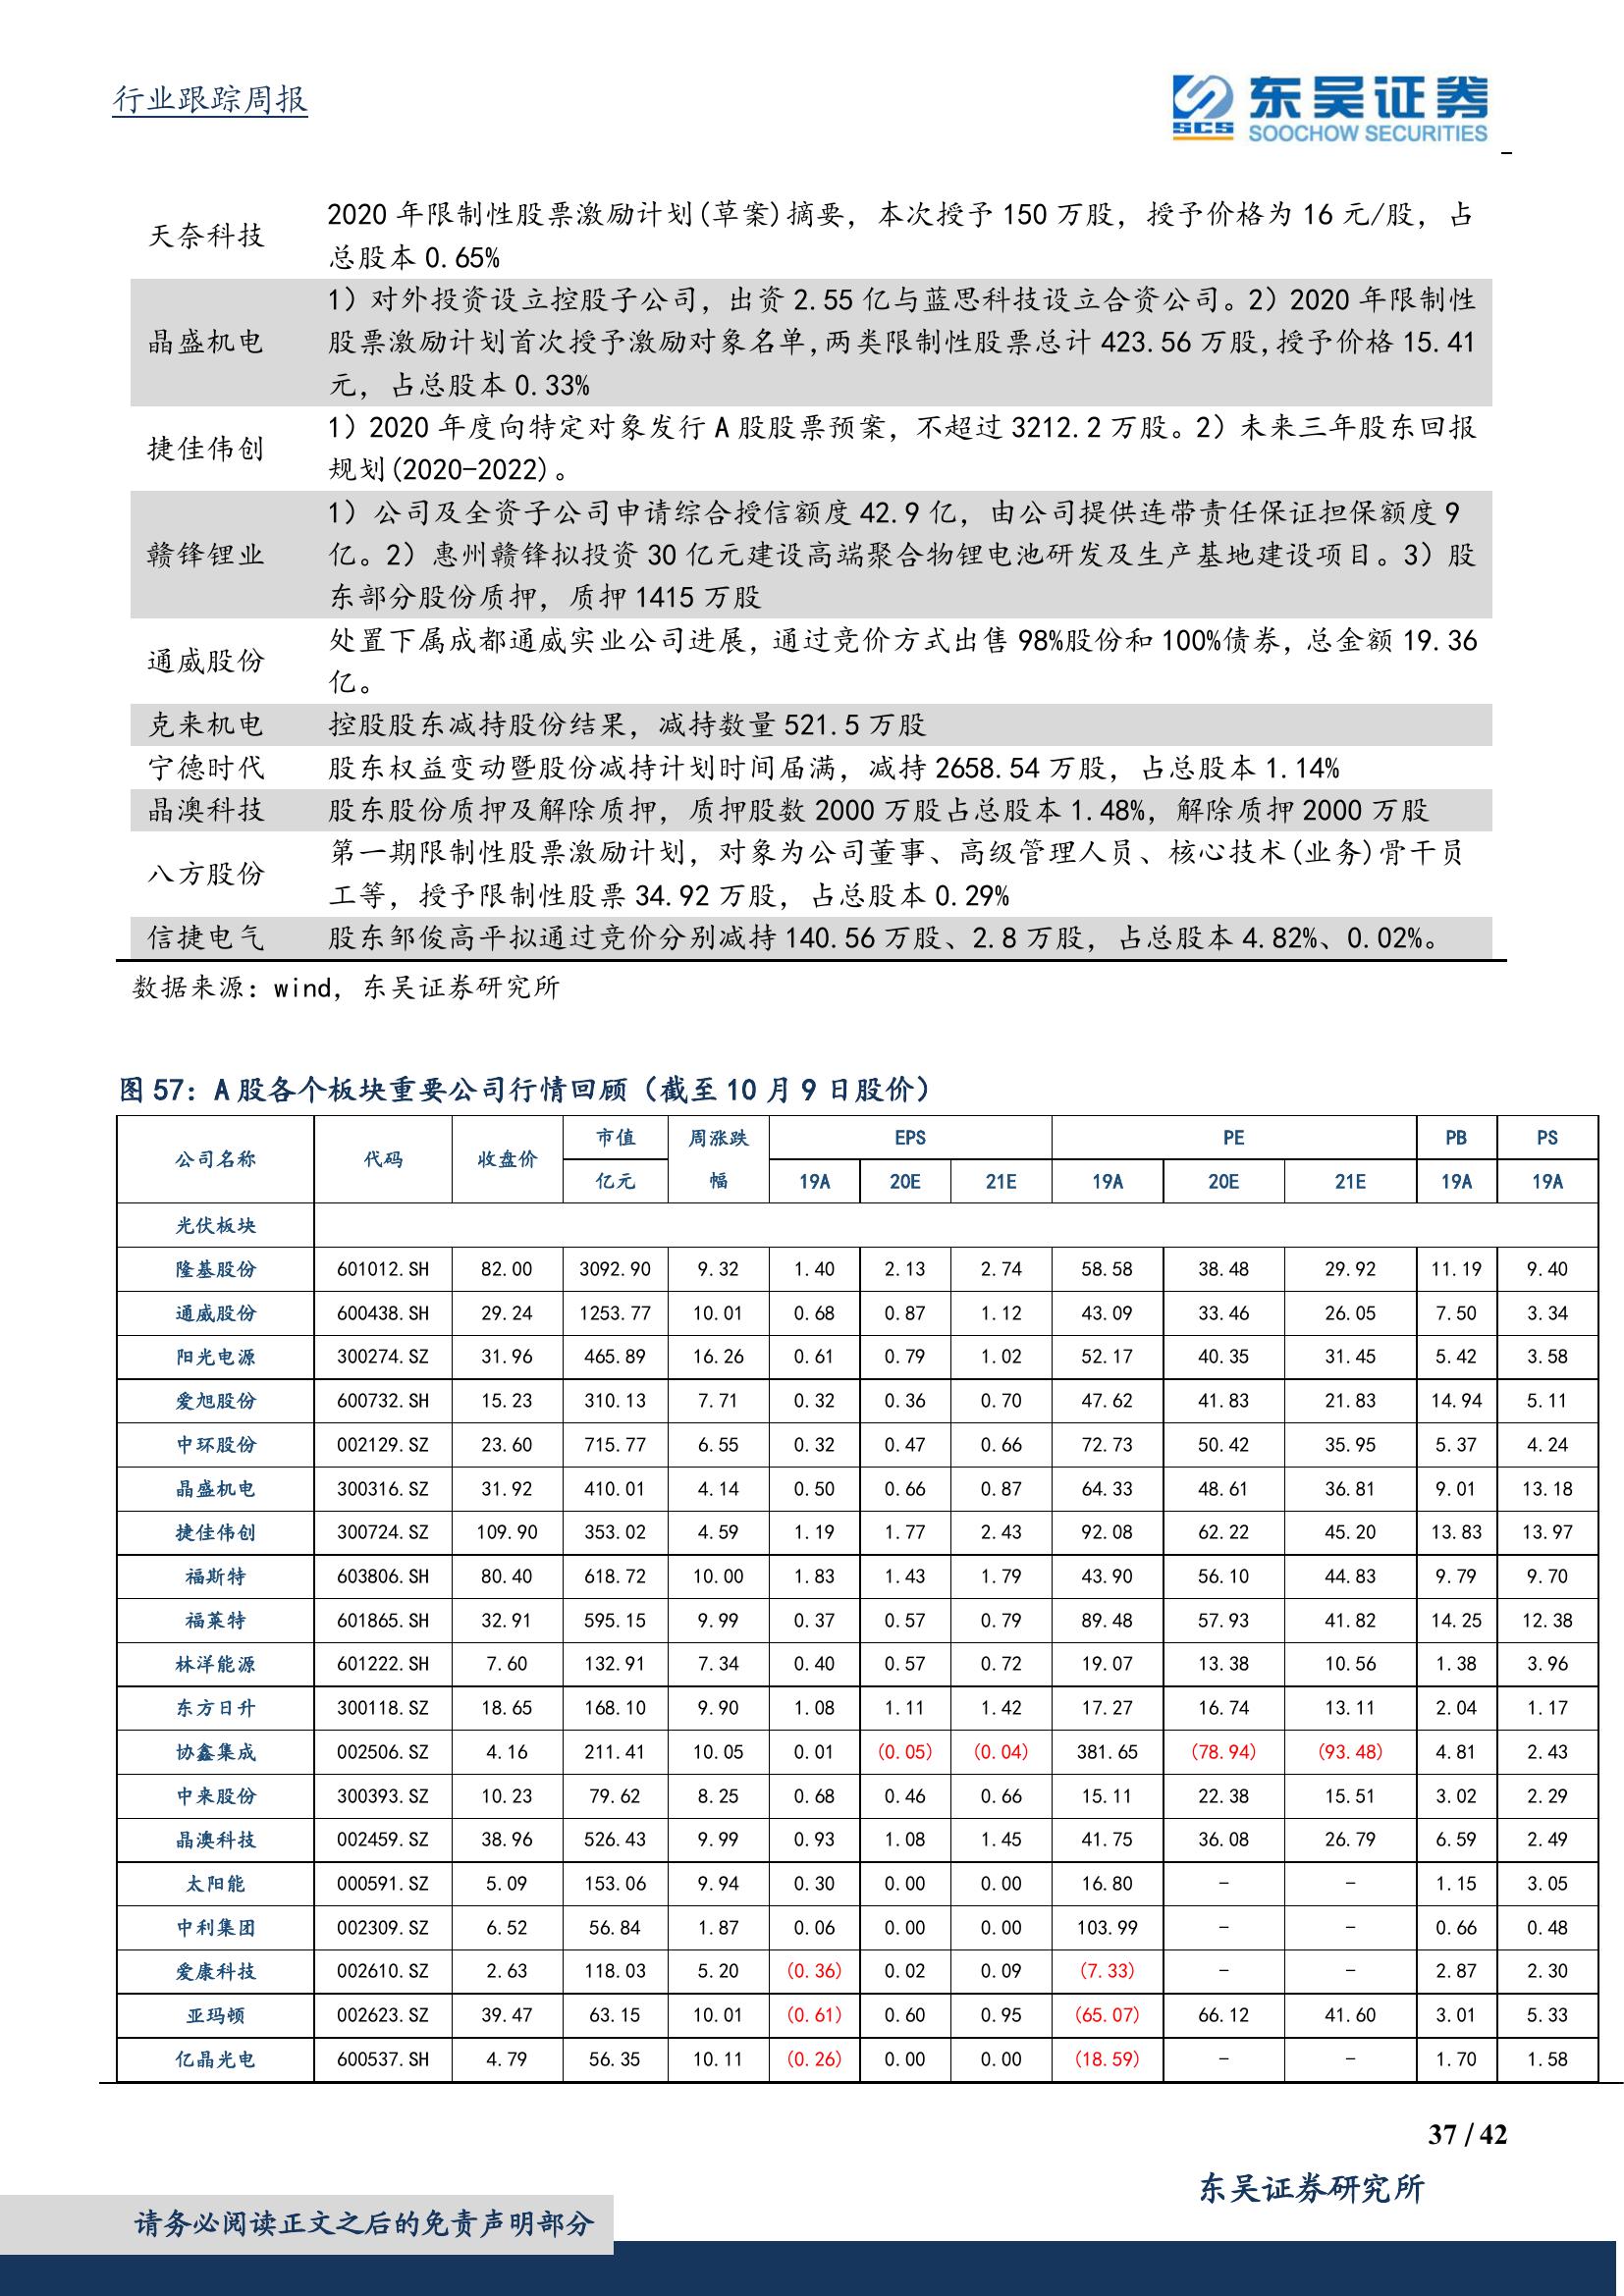 行业跟踪周报
SCS
东吴证券
SOOCHOW SECURITIES
天奈科技
2020 年限制性股票激励计划(草案)摘要，本次授予 150 万股，授予价格为 16 元/股，占
总股本 0.65%
晶盛机电
1）对外投资设立控股子公司，出资 2.55 亿与蓝思科技设立合资公司。2）2020 年限制性
股票激励计划首次授予激励对象名单,两类限制性股票总计 423.56 万股,授予价格 15.41
元，占总股本 0.33%
捷佳伟创
1）2020 年度向特定对象发行 A 股股票预案，不超过 3212.2 万股。2）未来三年股东回报
规划(2020-2022)。
赣锋锂业
1）公司及全资子公司申请综合授信额度 42.9 亿，由公司提供连带责任保证担保额度 9
亿。2）惠州赣锋拟投资 30 亿元建设高端聚合物锂电池研发及生产基地建设项目。3）股
东部分股份质押，质押 1415 万股
通威股份
处置下属成都通威实业公司进展，通过竞价方式出售 98%股份和 100%债券，总金额 19.36
亿。
克来机电 控股股东减持股份结果，减持数量 521.5 万股
宁德时代 股东权益变动暨股份减持计划时间届满，减持 2658.54 万股，占总股本 1.14%
晶澳科技 股东股份质押及解除质押，质押股数 2000 万股占总股本 1.48%，解除质押 2000 万股
八方股份
第一期限制性股票激励计划，对象为公司董事、高级管理人员、核心技术(业务)骨干员
工等，授予限制性股票 34.92 万股，占总股本 0.29%
信捷电气 股东邹俊高平拟通过竞价分别减持 140.56 万股、2.8 万股，占总股本 4.82%、0.02%。
数据来源：wind，东吴证券研究所
图 57：A 股各个板块重要公司行情回顾（截至 10 月 9 日股价）
公司名称 代码 收盘价 市值 周涨跌 EPS PE PB PS
亿元 幅 19A 20E 21E 19A 20E 21E 19A 19A
光伏板块
隆基股份 601012.SH 82.00 3092.90 9.32 1.40 2.13 2.74 58.58 38.48 29.92 11.19 9.40
通威股份 600438.SH 29.24 1253.77 10.01 0.68 0.87 1.12 43.09 33.46 26.05 7.50 3.34
阳光电源 300274.SZ 31.96 465.89 16.26 0.61 0.79 1.02 52.17 40.35 31.45 5.42 3.58
爱旭股份 600732.SH 15.23 310.13 7.71 0.32 0.36 0.70 47.62 41.83 21.83 14.94 5.11
中环股份 002129.SZ 23.60 715.77 6.55 0.32 0.47 0.66 72.73 50.42 35.95 5.37 4.24
晶盛机电 300316.SZ 31.92 410.01 4.14 0.50 0.66 0.87 64.33 48.61 36.81 9.01 13.18
捷佳伟创 300724.SZ 109.90 353.02 4.59 1.19 1.77 2.43 92.08 62.22 45.20 13.83 13.97
福斯特 603806.SH 80.40 618.72 10.00 1.83 1.43 1.79 43.90 56.10 44.83 9.79 9.70
福莱特 601865.SH 32.91 595.15 9.99 0.37 0.57 0.79 89.48 57.93 41.82 14.25 12.38
林洋能源 601222.SH 7.60 132.91 7.34 0.40 0.57 0.72 19.07 13.38 10.56 1.38 3.96
东方日升 300118.SZ 18.65 168.10 9.90 1.08 1.11 1.42 17.27 16.74 13.11 2.04 1.17
协鑫集成 002506.SZ 4.16 211.41 10.05 0.01 (0.05) (0.04) 381.65 (78.94) (93.48) 4.81 2.43
中来股份 300393.SZ 10.23 79.62 8.25 0.68 0.46 0.66 15.11 22.38 15.51 3.02 2.29
晶澳科技 002459.SZ 38.96 526.43 9.99 0.93 1.08 1.45 41.75 36.08 26.79 6.59 2.49
太阳能 000591.SZ 5.09 153.06 9.94 0.30 0.00 0.00 16.80 - - 1.15 3.05
中利集团 002309.SZ 6.52 56.84 1.87 0.06 0.00 0.00 103.99 - - 0.66 0.48
爱康科技 002610.SZ 2.63 118.03 5.20 (0.36) 0.02 0.09 (7.33) - - 2.87 2.30
亚玛顿 002623.SZ 39.47 63.15 10.01 (0.61) 0.60 0.95 (65.07) 66.12 41.60 3.01 5.33
亿晶光电 600537.SH 4.79 56.35 10.11 (0.26) 0.00 0.00 (18.59) - - 1.70 1.58
37 / 42
东吴证券研究所
请务必阅读正文之后的免责声明部分